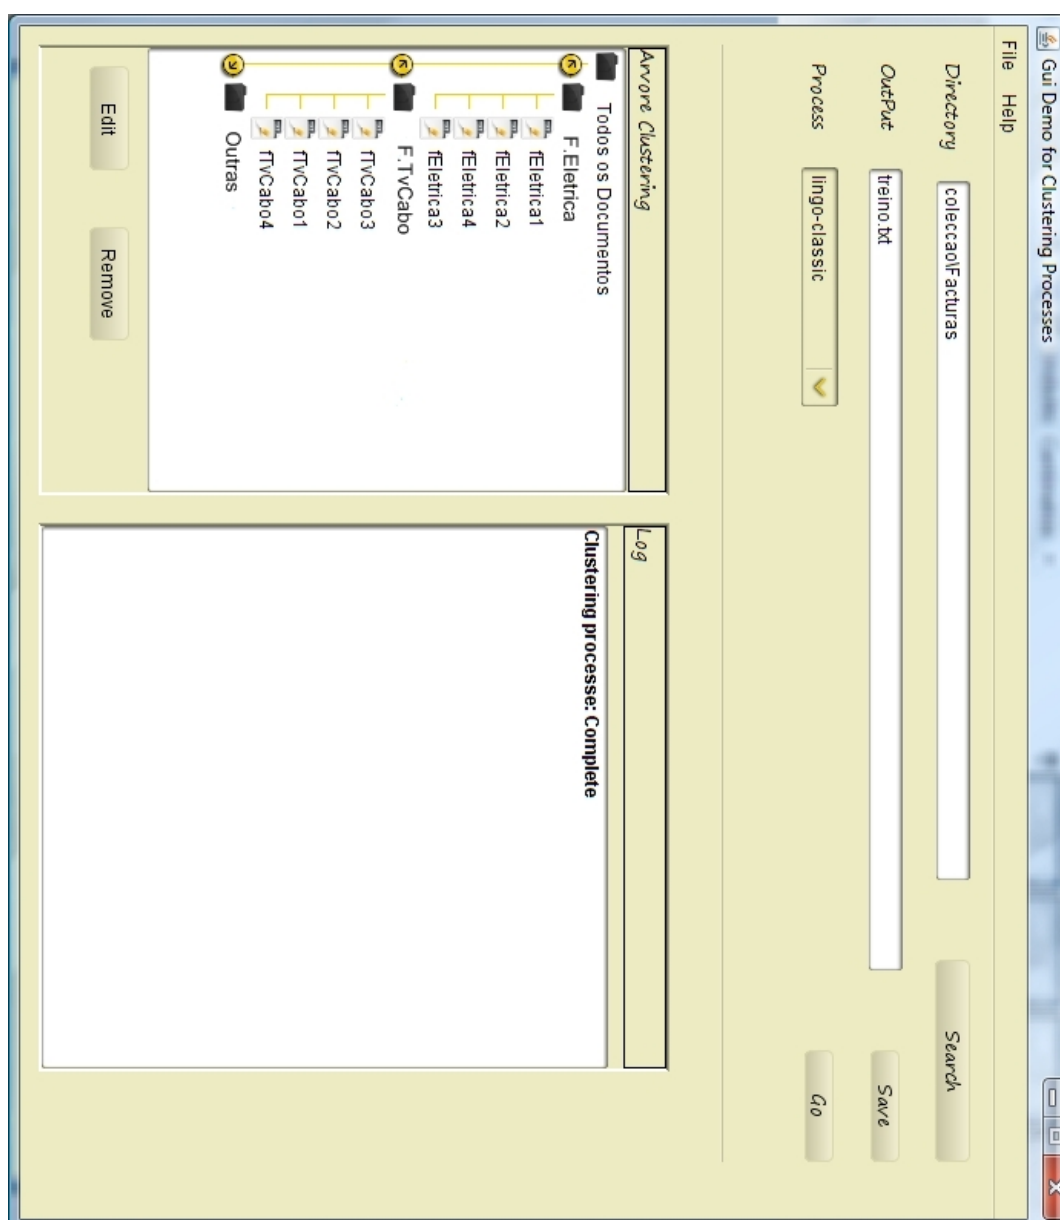 Gui Demo for Clustering Processes
File Help
Directory coleccao\Facturas Search
OutPut treino.txt Save
Process lingo-classic Go
Arvore Clustering
Todos os Documentos
F.Eletrica
fEletrica1
fEletrica2
fEletrica4
fEletrica3
F.TvCabo
fTvCabo3
fTvCabo2
fTvCabo1
fTvCabo4
Outras
Edit Remove
Log
Clustering processe: Complete